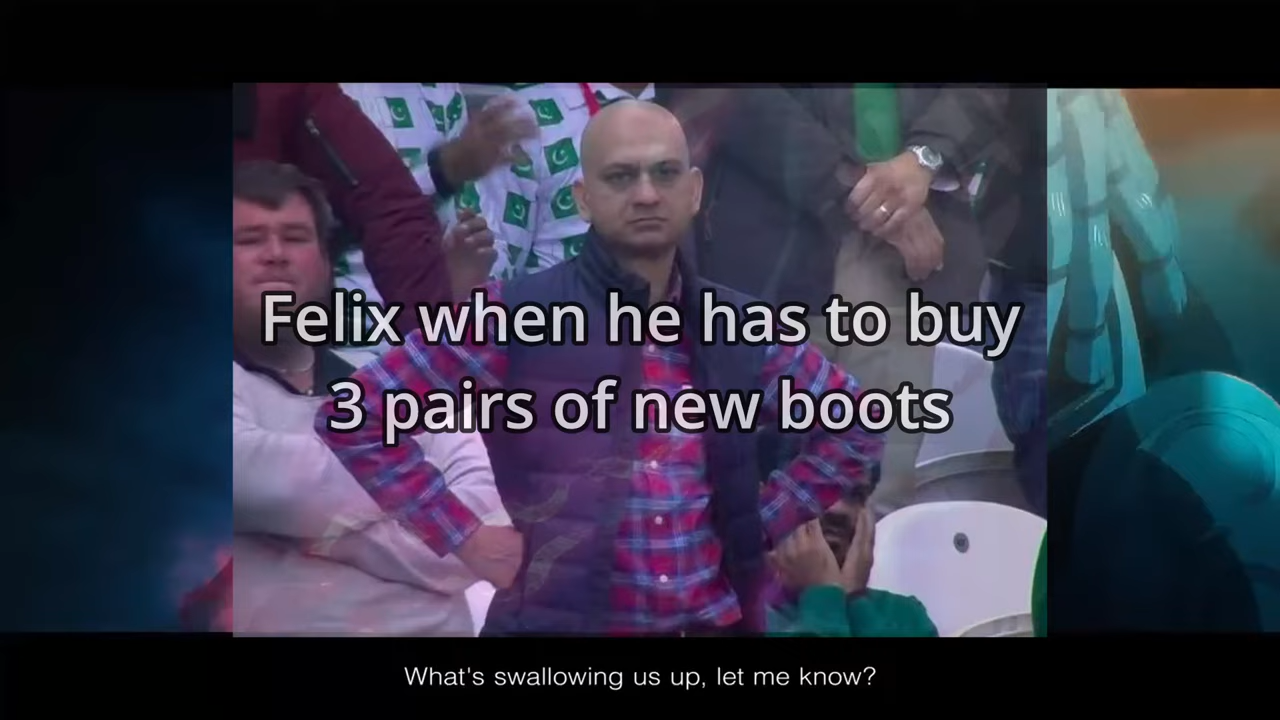 Felix when he has to buy
3 pairs of new boots
What's swallowing us up, let me know?